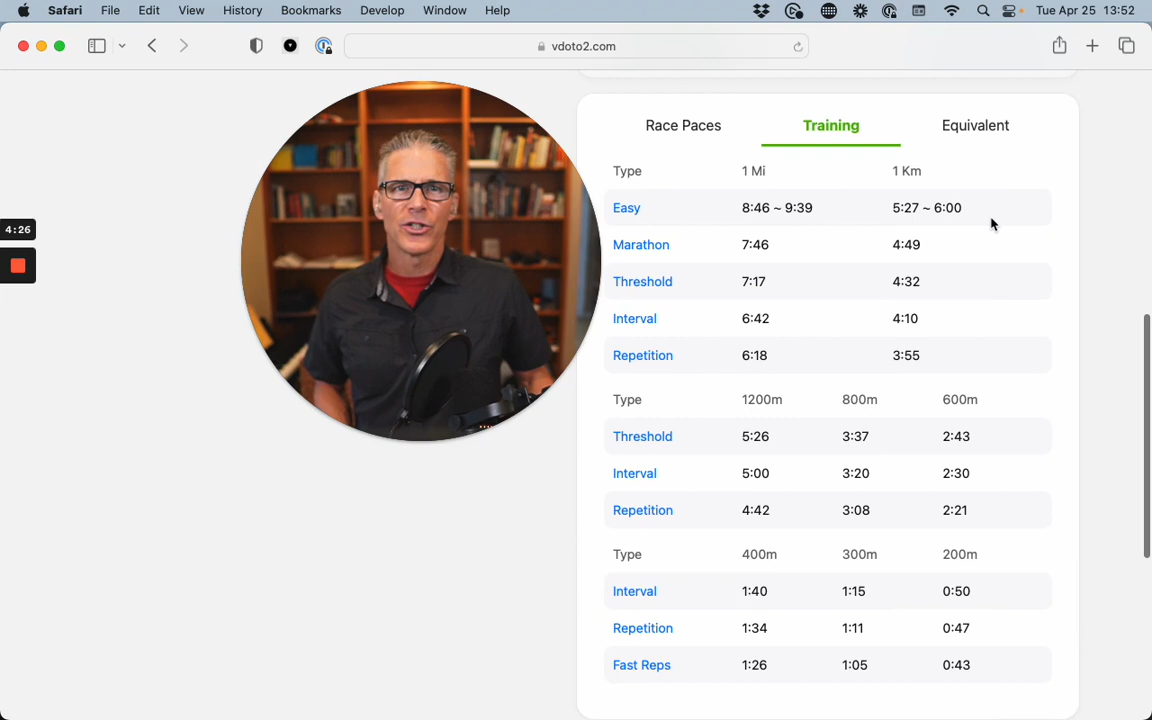 Safari File Edit View History Bookmarks Develop Window Help Tue Apr 25 13:52
vdoto2.com
4:26
Race Paces Training Equivalent
Type 1 Mi 1 Km
Easy 8:46 ~ 9:39 5:27 ~ 6:00
Marathon 7:46 4:49
Threshold 7:17 4:32
Interval 6:42 4:10
Repetition 6:18 3:55
Type 1200m 800m 600m
Threshold 5:26 3:37 2:43
Interval 5:00 3:20 2:30
Repetition 4:42 3:08 2:21
Type 400m 300m 200m
Interval 1:40 1:15 0:50
Repetition 1:34 1:11 0:47
Fast Reps 1:26 1:05 0:43